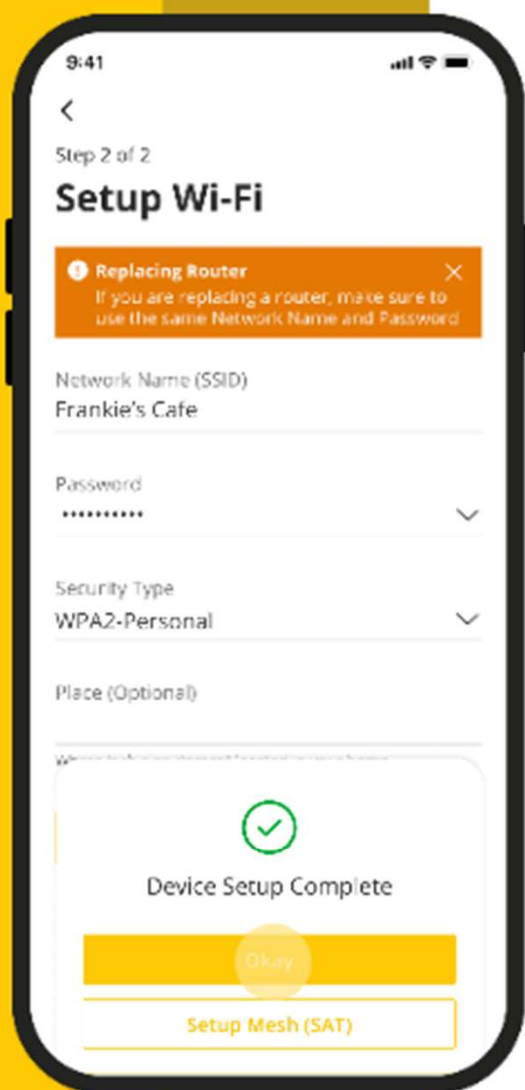 9:41
Step 2 of 2
Setup Wi-Fi
Replacing Router
If you are replacing a router, make sure to
use the same Network Name and Password
Network Name (SSID)
Frankie's Cafe
Password
••••••••••
Security Type
WPA2-Personal
Place (Optional)
Device Setup Complete
Okay
Setup Mesh (SAT)